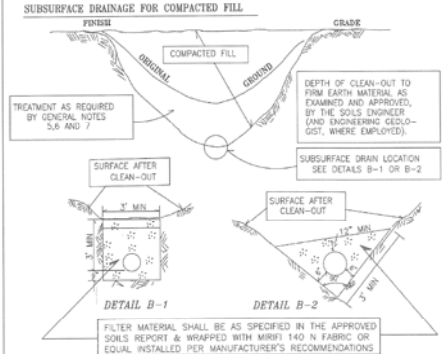 SUBSURFACE DRAINAGE FOR COMPACTED FILL
FINISH
GRADE
COMPACTED FILL
ORIGINAL
GROUND
DEPTH OF CLEAN-OUT TO
FIRM EARTH MATERIAL AS
EXAMINED AND APPROVED,
BY THE SOILS ENGINEER
(AND ENGINEERING GEOLO-
GIST, WHERE EMPLOYED).
TREATMENT AS REQUIRED
BY GENERAL NOTES
5,6 AND 7
SUBSURFACE DRAIN LOCATION
SEE DETAILS B-1 OR B-2
SURFACE AFTER
CLEAN-OUT
SURFACE AFTER
CLEAN-OUT
3' MIN
3' MIN
12" MIN
3' MIN
DETAIL B-1
DETAIL B-2
FILTER MATERIAL SHALL BE AS SPECIFIED IN THE APPROVED
SOILS REPORT & WRAPPED WITH MIRIFI 140 N FABRIC OR
EQUAL INSTALLED PER MANUFACTURER'S RECOMMENDATIONS